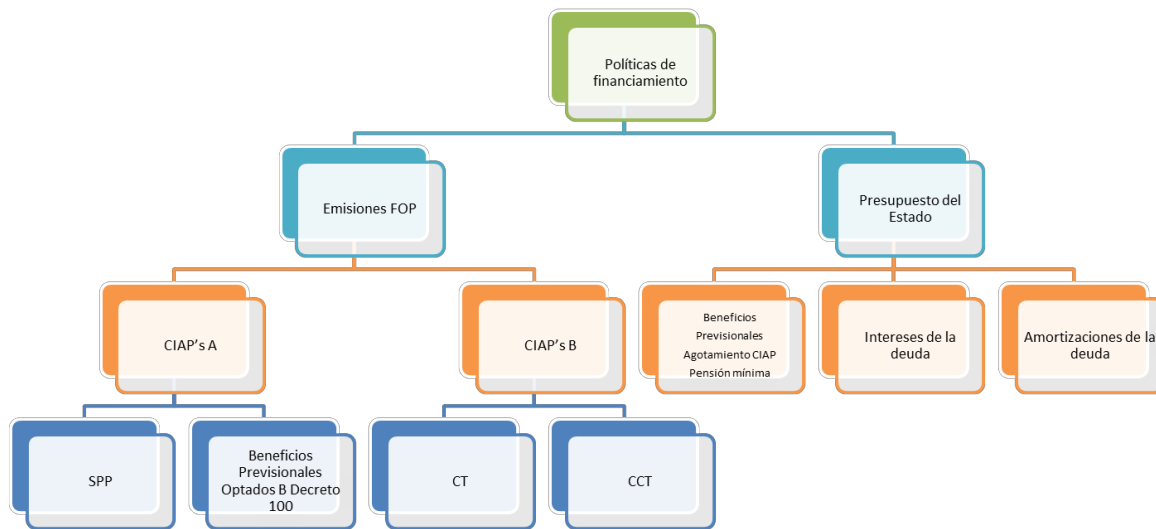 Políticas de
financiamiento
Emisiones FOP
Presupuesto del
Estado
CIAP's A
CIAP's B
Beneficios
Previsionales
Agotamiento CIAP
Pensión mínima
Intereses de la
deuda
Amortizaciones de la
deuda
SPP
Beneficios
Previsionales
Optados B Decreto
100
CT
CCT